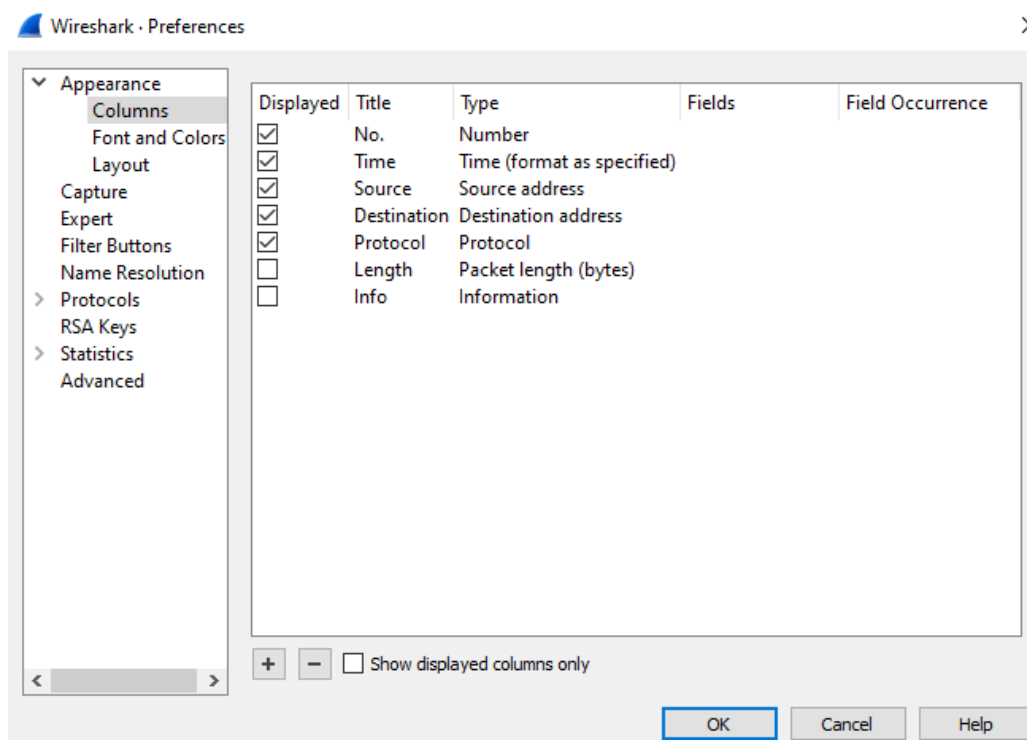 Wireshark · Preferences
Appearance
Columns
Font and Colors
Layout
Capture
Expert
Filter Buttons
Name Resolution
Protocols
RSA Keys
Statistics
Advanced
Displayed Title Type Fields Field Occurrence
No. Number
Time Time (format as specified)
Source Source address
Destination Destination address
Protocol Protocol
Length Packet length (bytes)
Info Information
+ − Show displayed columns only
OK Cancel Help